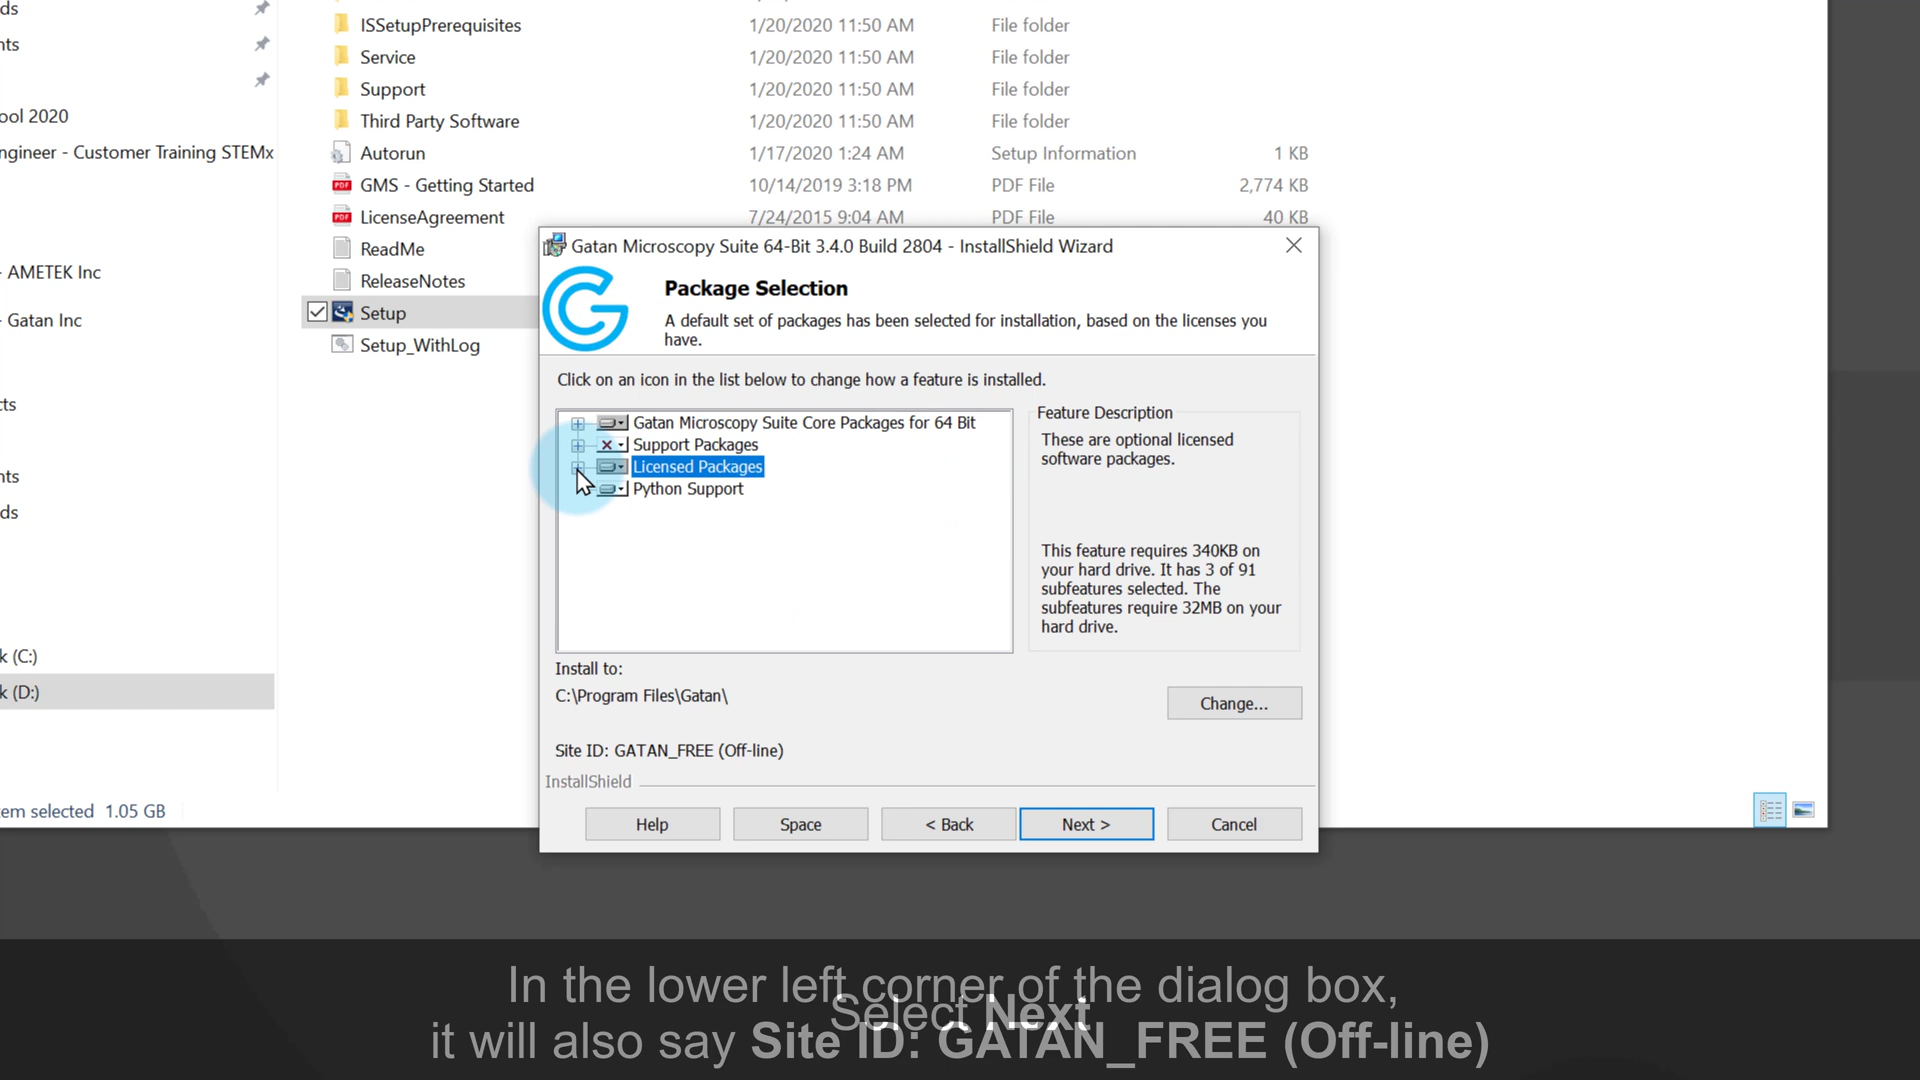 ds
nts
ool 2020
ngineer - Customer Training STEMx
- AMETEK Inc
- Gatan Inc
cts
nts
ds
k (C:)
k (D:)
em selected 1.05 GB
ISSetupPrerequisites 1/20/2020 11:50 AM File folder
Service 1/20/2020 11:50 AM File folder
Support 1/20/2020 11:50 AM File folder
Third Party Software 1/20/2020 11:50 AM File folder
Autorun 1/17/2020 1:24 AM Setup Information 1 KB
GMS - Getting Started 10/14/2019 3:18 PM PDF File 2,774 KB
LicenseAgreement 7/24/2015 9:04 AM PDF File 40 KB
ReadMe
ReleaseNotes
Setup
Setup_WithLog
Gatan Microscopy Suite 64-Bit 3.4.0 Build 2804 - InstallShield Wizard
Package Selection
A default set of packages has been selected for installation, based on the licenses you
have.
Click on an icon in the list below to change how a feature is installed.
Gatan Microscopy Suite Core Packages for 64 Bit
Support Packages
Licensed Packages
Python Support
Feature Description
These are optional licensed
software packages.
This feature requires 340KB on
your hard drive. It has 3 of 91
subfeatures selected. The
subfeatures require 32MB on your
hard drive.
Install to:
C:\Program Files\Gatan\
Change...
Site ID: GATAN_FREE (Off-line)
InstallShield
Help Space < Back Next > Cancel
In the lower left corner of the dialog box,
Select Next
it will also say Site ID: GATAN_FREE (Off-line)